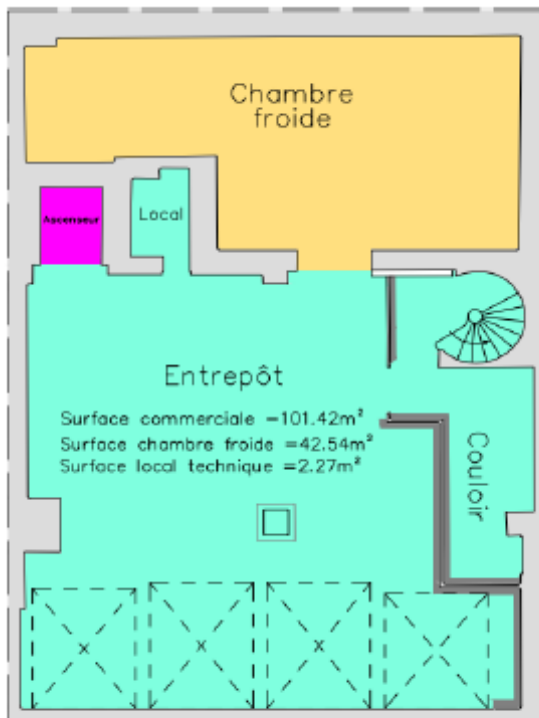 Chambre
froide
Ascenseur
Local
Entrepôt
Surface commerciale =101.42m²
Surface chambre froide =42.54m²
Surface local technique =2.27m²
Couloir
x
x
x